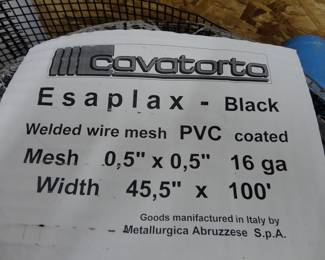 cavatorta
Esaplax - Black
Welded wire mesh PVC coated
Mesh 0,5" x 0,5" 16 ga
Width 45,5" x 100'
Goods manufactured in Italy by
Metallurgica Abruzzese S.p.A.